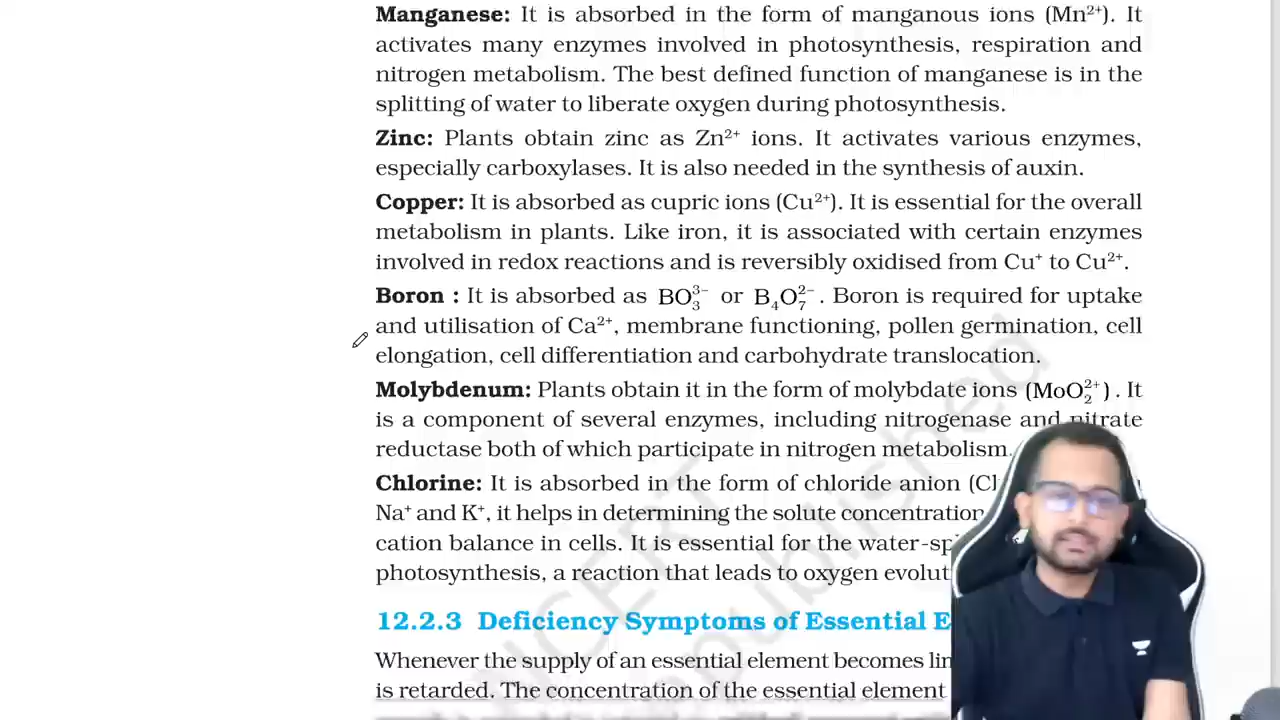 Manganese: It is absorbed in the form of manganous ions (Mn²⁺). It
activates many enzymes involved in photosynthesis, respiration and
nitrogen metabolism. The best defined function of manganese is in the
splitting of water to liberate oxygen during photosynthesis.
Zinc: Plants obtain zinc as Zn²⁺ ions. It activates various enzymes,
especially carboxylases. It is also needed in the synthesis of auxin.
Copper: It is absorbed as cupric ions (Cu²⁺). It is essential for the overall
metabolism in plants. Like iron, it is associated with certain enzymes
involved in redox reactions and is reversibly oxidised from Cu⁺ to Cu²⁺.
Boron : It is absorbed as BO₃³⁻ or B₄O₇²⁻. Boron is required for uptake
and utilisation of Ca²⁺, membrane functioning, pollen germination, cell
elongation, cell differentiation and carbohydrate translocation.
Molybdenum: Plants obtain it in the form of molybdate ions (MoO₂²⁺). It
is a component of several enzymes, including nitrogenase and nitrate
reductase both of which participate in nitrogen metabolism.
Chlorine: It is absorbed in the form of chloride anion (Cl
Na⁺ and K⁺, it helps in determining the solute concentration
cation balance in cells. It is essential for the water-sp
photosynthesis, a reaction that leads to oxygen evolut
12.2.3 Deficiency Symptoms of Essential E
Whenever the supply of an essential element becomes lim
is retarded. The concentration of the essential element
NCERT
republished